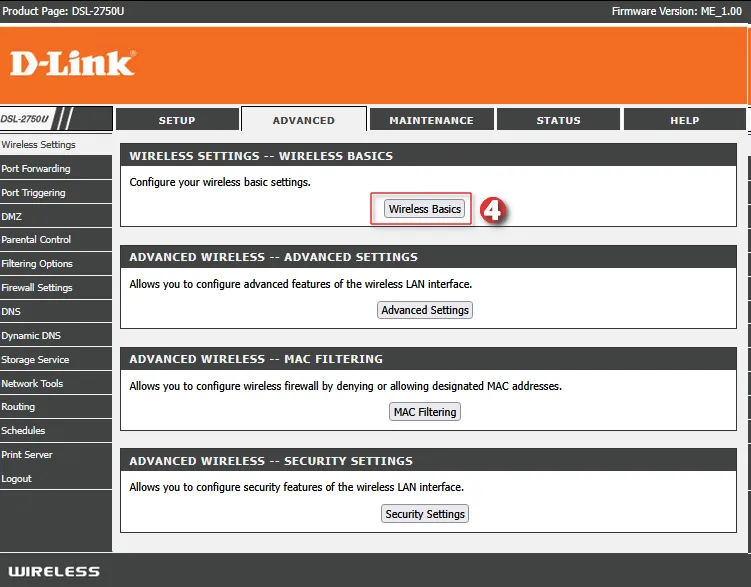 Product Page: DSL-2750U
Firmware Version: ME_1.00
D-Link®
DSL-2750U
SETUP
ADVANCED
MAINTENANCE
STATUS
HELP
Wireless Settings
Port Forwarding
Port Triggering
DMZ
Parental Control
Filtering Options
Firewall Settings
DNS
Dynamic DNS
Storage Service
Network Tools
Routing
Schedules
Print Server
Logout
WIRELESS SETTINGS -- WIRELESS BASICS
Configure your wireless basic settings.
Wireless Basics
4
ADVANCED WIRELESS -- ADVANCED SETTINGS
Allows you to configure advanced features of the wireless LAN interface.
Advanced Settings
ADVANCED WIRELESS -- MAC FILTERING
Allows you to configure wireless firewall by denying or allowing designated MAC addresses.
MAC Filtering
ADVANCED WIRELESS -- SECURITY SETTINGS
Allows you to configure security features of the wireless LAN interface.
Security Settings
WIRELESS